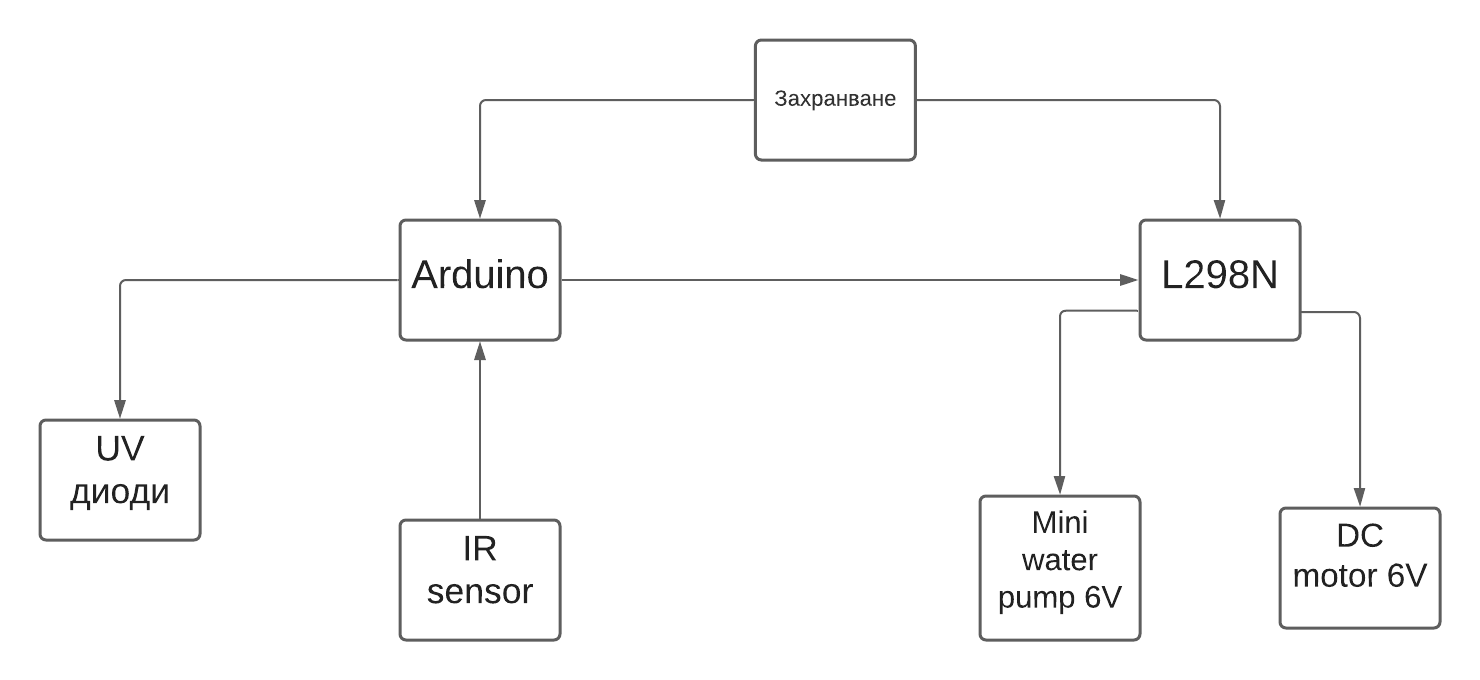 Захранване
Arduino
L298N
UV
диоди
IR
sensor
Mini
water
pump 6V
DC
motor 6V